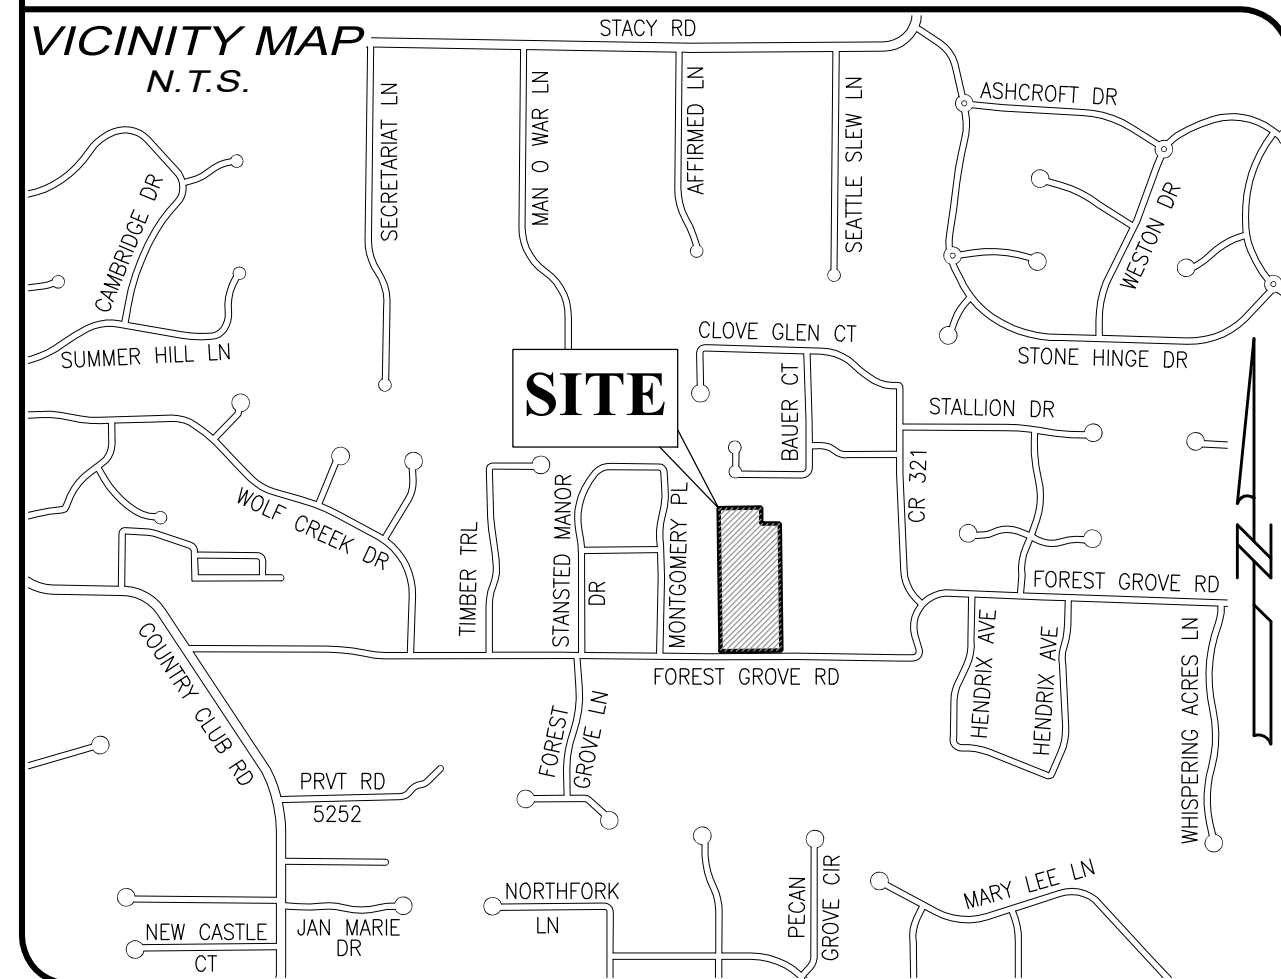 VICINITY MAP
N.T.S.
STACY RD
SECRETARIAT LN
MAN O WAR LN
AFFIRMED LN
SEATTLE SLEW LN
ASHCROFT DR
WESTON DR
STONE HINGE DR
CAMBRIDGE DR
SUMMER HILL LN
CLOVE GLEN CT
BAUER CT
SITE
STALLION DR
CR 321
WOLF CREEK DR
TIMBER TRL
STANSTED MANOR
DR
MONTGOMERY PL
FOREST GROVE RD
FOREST GROVE RD
COUNTRY CLUB RD
HENDRIX AVE
HENDRIX AVE
WHISPERING ACRES LN
FOREST
GROVE LN
PRVT RD
5252
NORTHFORK
LN
PECAN
GROVE CIR
MARY LEE LN
NEW CASTLE
CT
JAN MARIE
DR
N